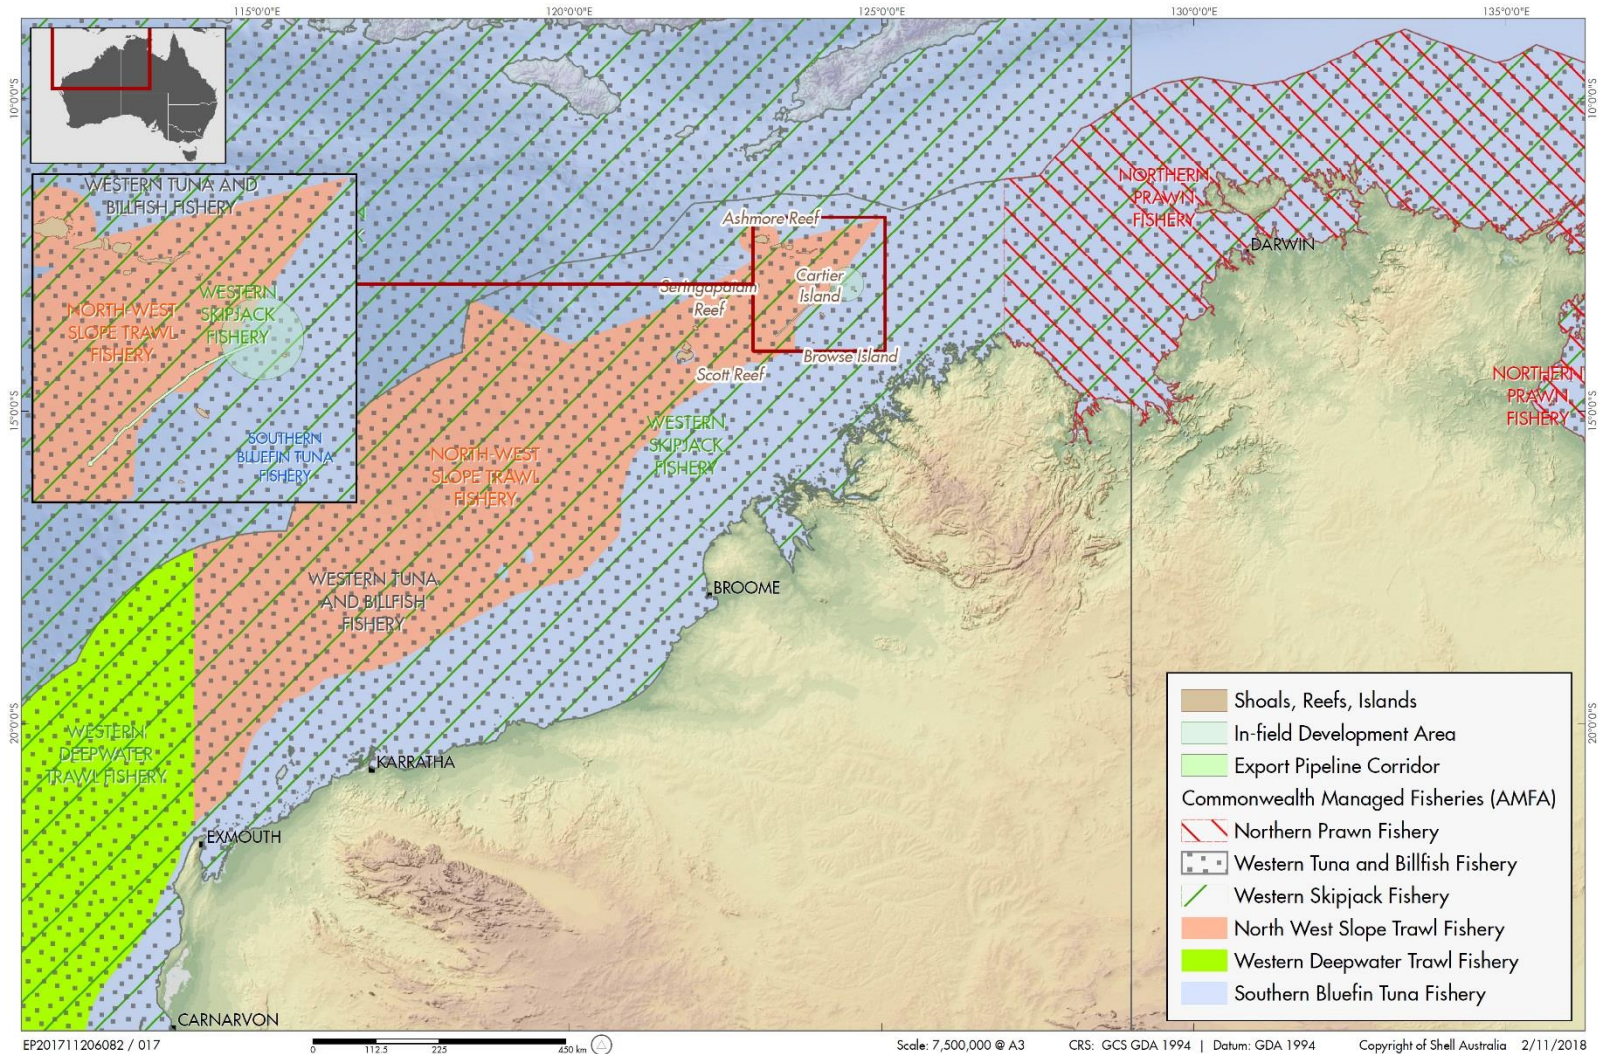 115°0'0"E
120°0'0"E
125°0'0"E
130°0'0"E
135°0'0"E
10°0'0"S
10°0'0"S
15°0'0"S
15°0'0"S
20°0'0"S
20°0'0"S
WESTERN TUNA AND
BILLFISH FISHERY
NORTH-WEST
SLOPE TRAWL
FISHERY
WESTERN
SKIPJACK
FISHERY
SOUTHERN
BLUEFIN TUNA
FISHERY
Ashmore Reef
Cartier
Island
Seringapatam
Reef
Browse Island
Scott Reef
NORTHERN
PRAWN
FISHERY
DARWIN
NORTHERN
PRAWN
FISHERY
WESTERN
SKIPJACK
FISHERY
NORTH-WEST
SLOPE TRAWL
FISHERY
WESTERN TUNA
AND BILLFISH
FISHERY
BROOME
WESTERN
DEEPWATER
TRAWL FISHERY
KARRATHA
EXMOUTH
CARNARVON
Shoals, Reefs, Islands
In-field Development Area
Export Pipeline Corridor
Commonwealth Managed Fisheries (AMFA)
Northern Prawn Fishery
Western Tuna and Billfish Fishery
Western Skipjack Fishery
North West Slope Trawl Fishery
Western Deepwater Trawl Fishery
Southern Bluefin Tuna Fishery
EP201711206082 / 017
0 112.5 225 450 km
Scale: 7,500,000 @ A3
CRS: GCS GDA 1994 | Datum: GDA 1994
Copyright of Shell Australia 2/11/2018